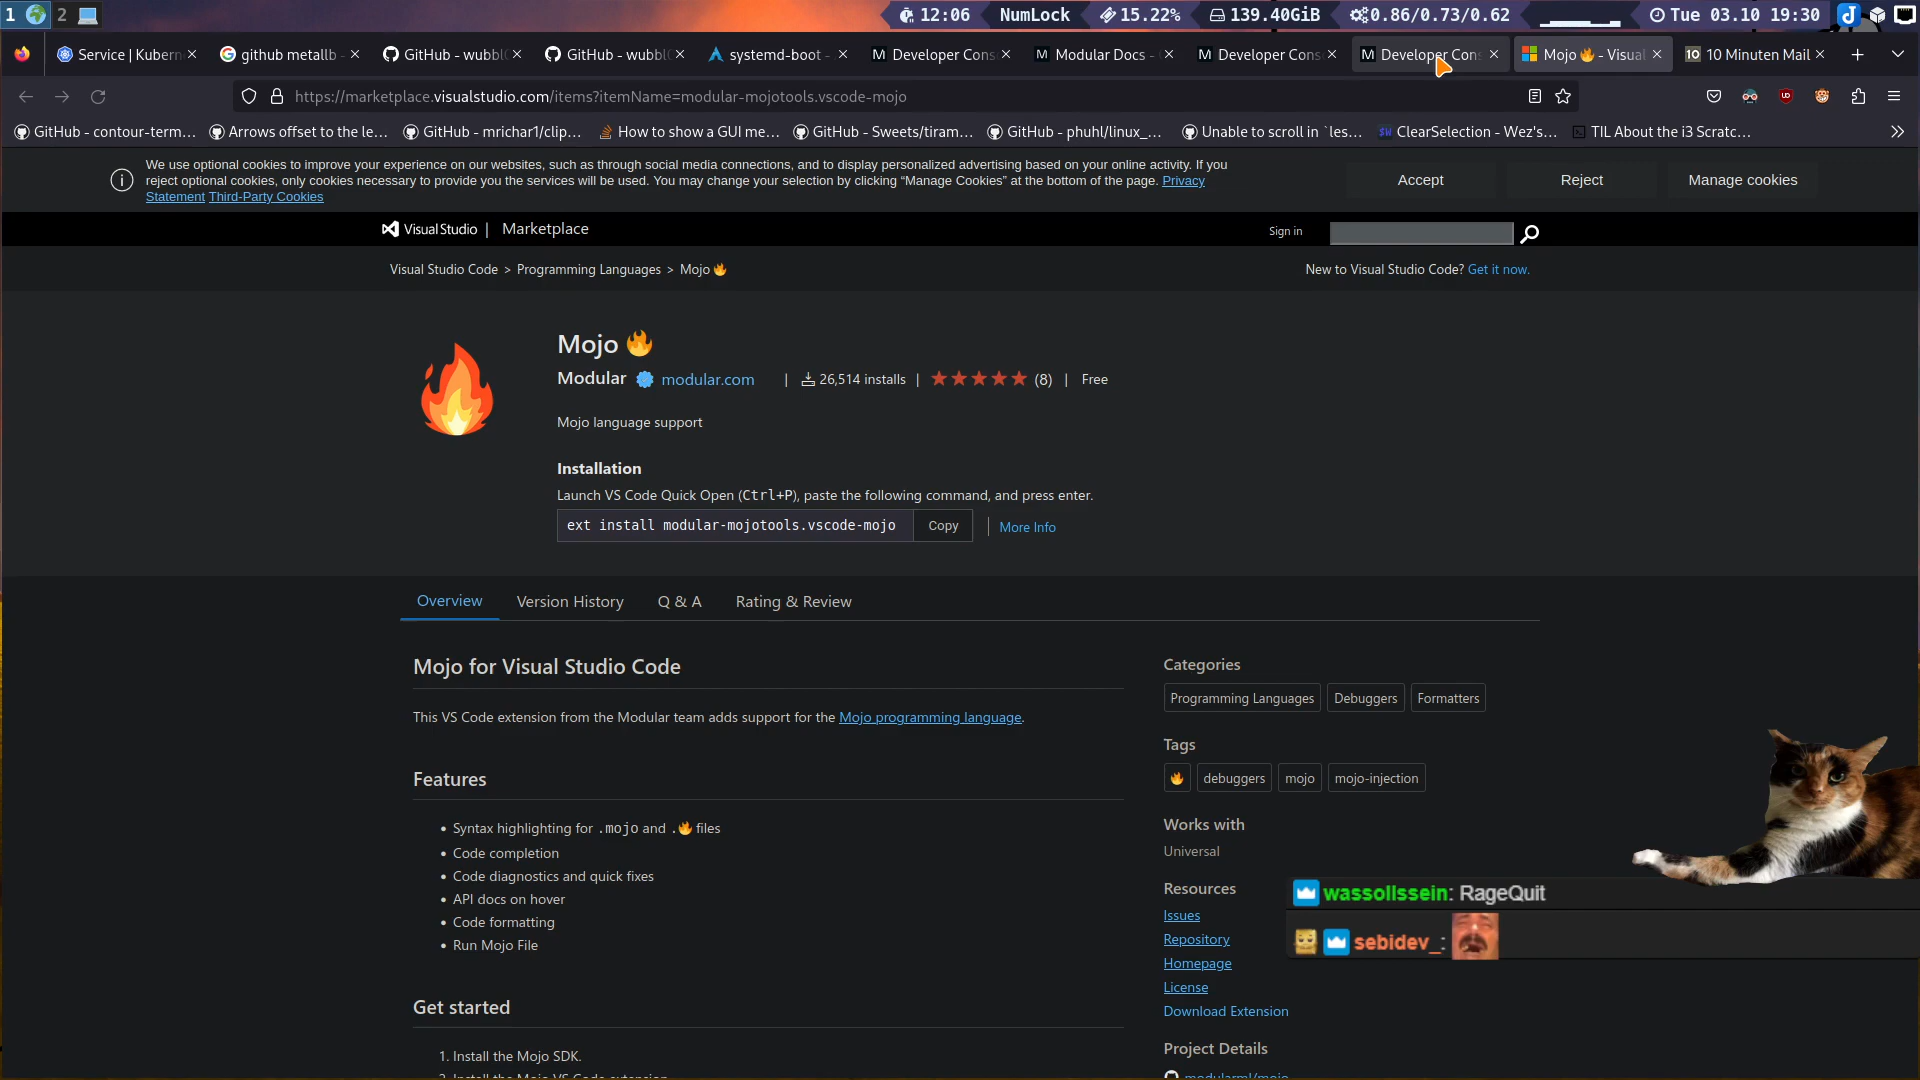 1 2 12:06 NumLock 15.22% 139.40GiB 0.86/0.73/0.62 Tue 03.10 19:30
Service | Kubern github metallb - GitHub - wubbl GitHub - wubbl systemd-boot - Developer Cons Modular Docs - Developer Cons Developer Cons Mojo 🔥 - Visual 10 Minuten Mail
https://marketplace.visualstudio.com/items?itemName=modular-mojotools.vscode-mojo
GitHub - contour-term… Arrows offset to the le… GitHub - mrichar1/clip… How to show a GUI me… GitHub - Sweets/tiram… GitHub - phuhl/linux_… Unable to scroll in `les… ClearSelection - Wez's… TIL About the i3 Scratc…
We use optional cookies to improve your experience on our websites, such as through social media connections, and to display personalized advertising based on your online activity. If you
reject optional cookies, only cookies necessary to provide you the services will be used. You may change your selection by clicking “Manage Cookies” at the bottom of the page. Privacy
Statement Third-Party Cookies
Accept Reject Manage cookies
Visual Studio | Marketplace
Sign in
Visual Studio Code > Programming Languages > Mojo 🔥
New to Visual Studio Code? Get it now.
Mojo 🔥
Modular modular.com | 26,514 installs | (8) | Free
Mojo language support
Installation
Launch VS Code Quick Open (Ctrl+P), paste the following command, and press enter.
ext install modular-mojotools.vscode-mojo Copy | More Info
Overview Version History Q & A Rating & Review
Mojo for Visual Studio Code
This VS Code extension from the Modular team adds support for the Mojo programming language.
Features
• Syntax highlighting for .mojo and .🔥 files
• Code completion
• Code diagnostics and quick fixes
• API docs on hover
• Code formatting
• Run Mojo File
Get started
1. Install the Mojo SDK.
2. Install the Mojo VS Code extension.
Categories
Programming Languages Debuggers Formatters
Tags
🔥 debuggers mojo mojo-injection
Works with
Universal
Resources
Issues
Repository
Homepage
License
Download Extension
Project Details
modularml/mojo
wassollssein: RageQuit
sebidev_: